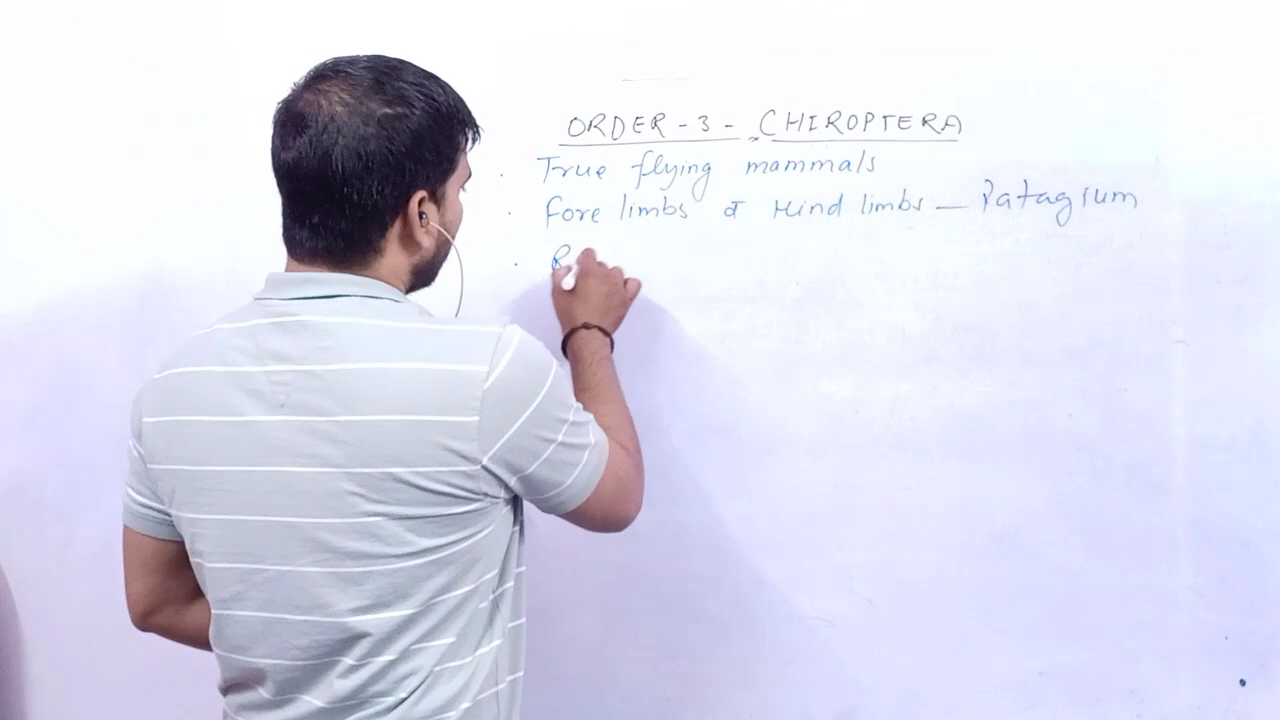 ORDER - 3 - CHIROPTERA
. True flying mammals
. Fore limbs & Hind limbs — Patagium
. R